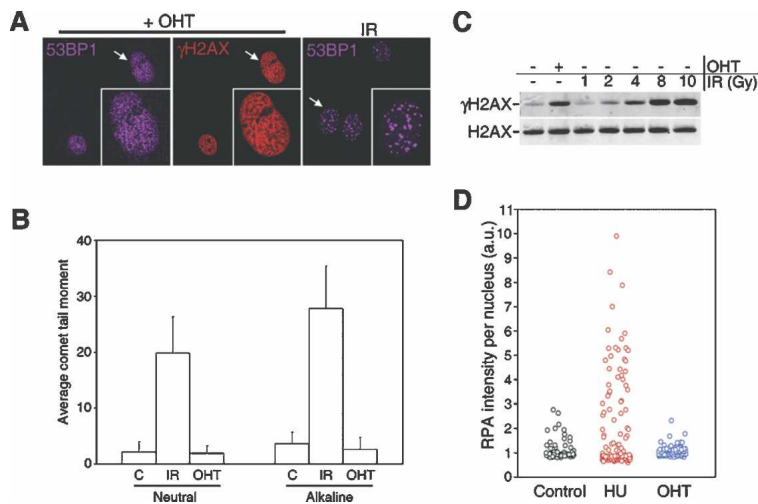 A
+ OHT
IR
53BP1
γH2AX
53BP1
B
Average comet tail moment
40
30
20
10
0
C IR OHT C IR OHT
Neutral Alkaline
C
- + - - - - - OHT
- - 1 2 4 8 10 IR (Gy)
γH2AX-
H2AX -
D
RPA intensity per nucleus (a.u.)
11
10
9
8
7
6
5
4
3
2
1
1
Control HU OHT